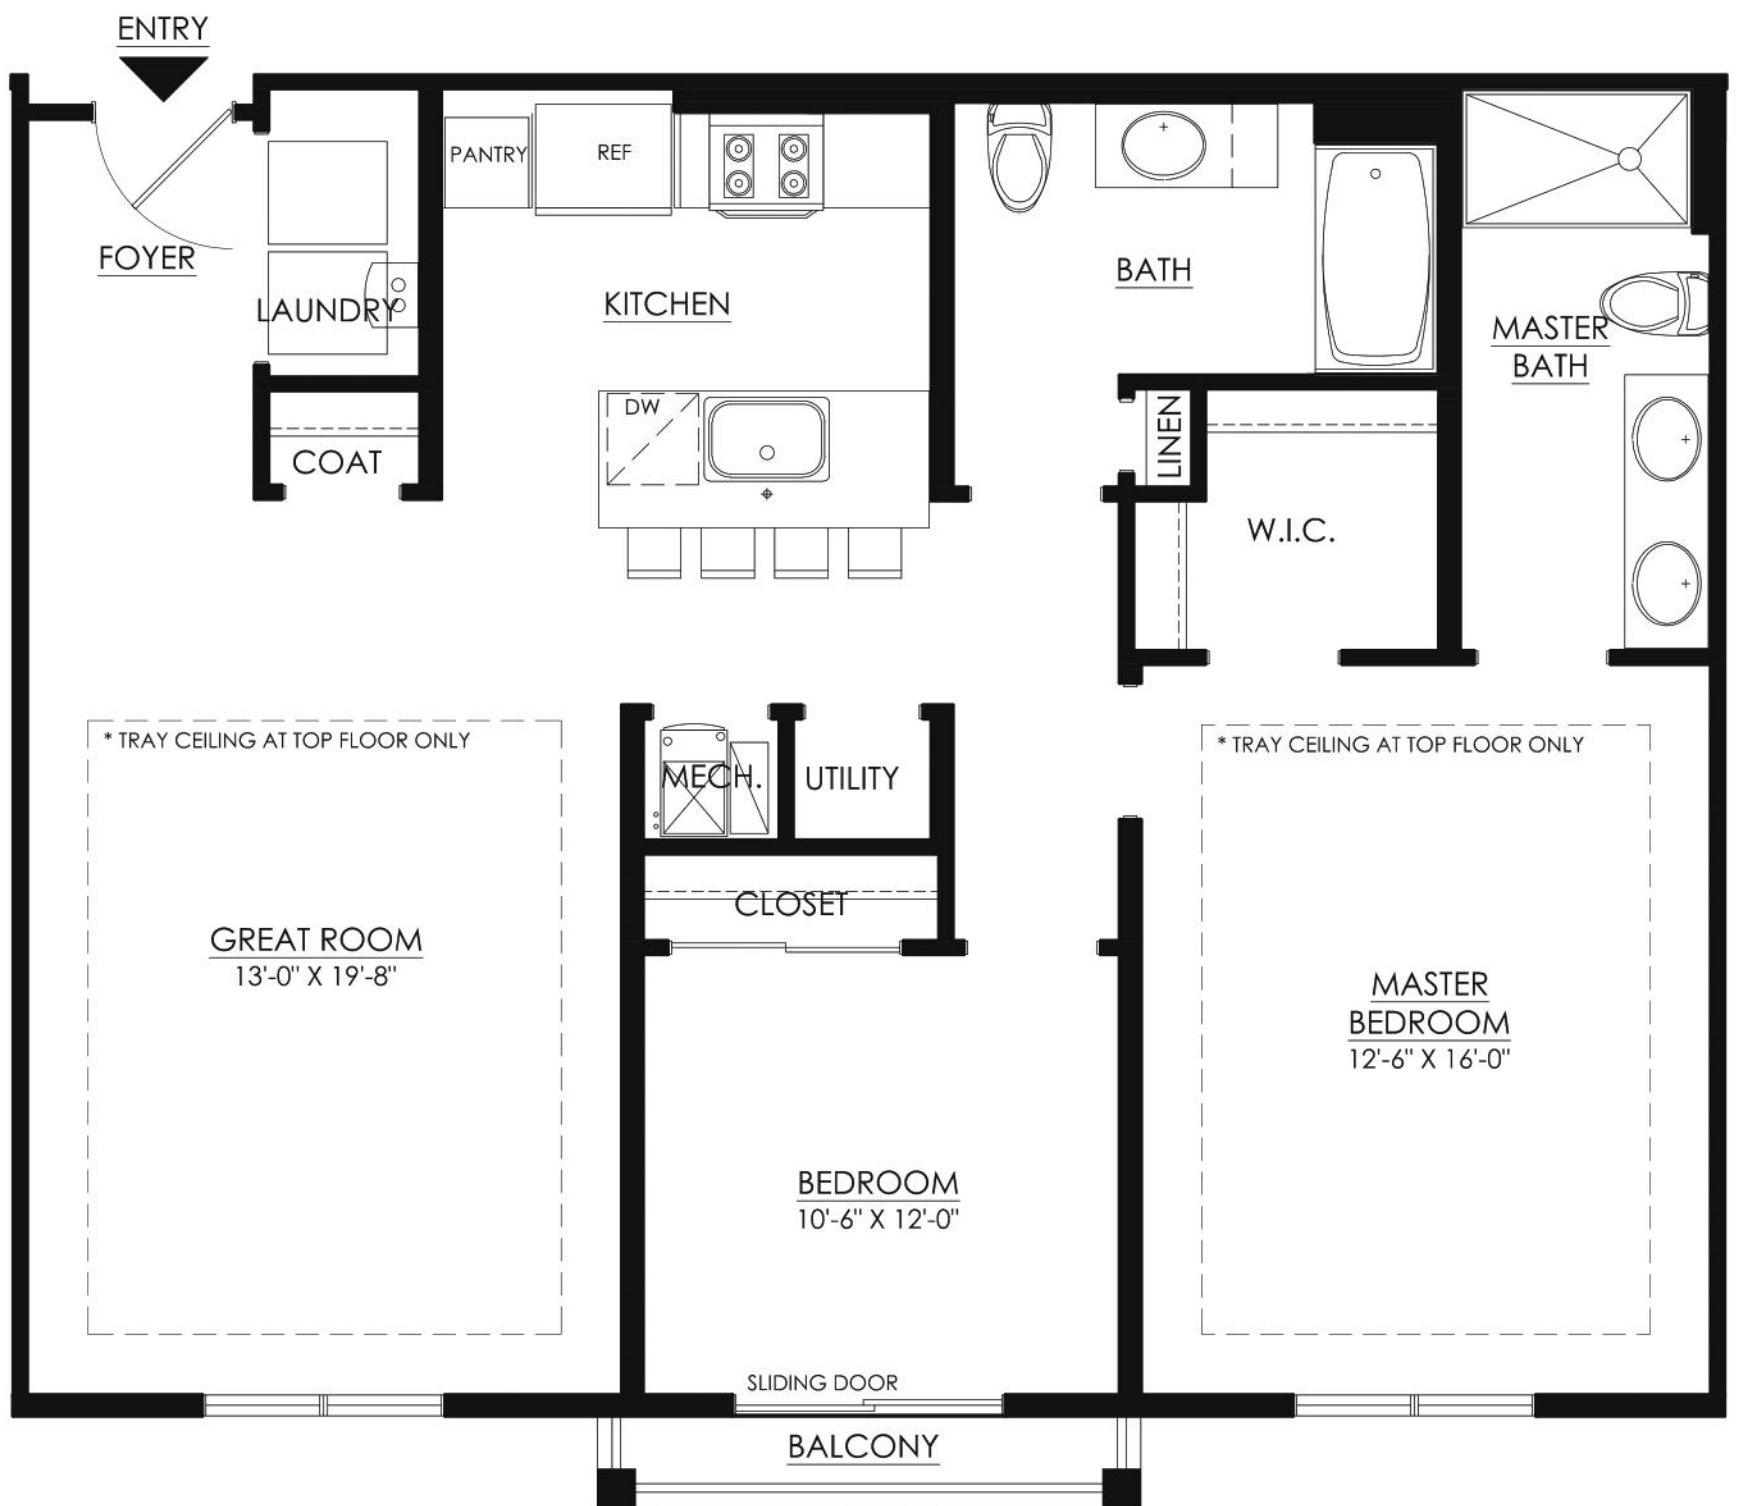 ENTRY
PANTRY
REF
FOYER
LAUNDRY
KITCHEN
BATH
MASTER
BATH
DW
COAT
LINEN
W.I.C.
* TRAY CEILING AT TOP FLOOR ONLY
* TRAY CEILING AT TOP FLOOR ONLY
MECH.
UTILITY
CLOSET
GREAT ROOM
13'-0" X 19'-8"
MASTER
BEDROOM
12'-6" X 16'-0"
BEDROOM
10'-6" X 12'-0"
SLIDING DOOR
BALCONY